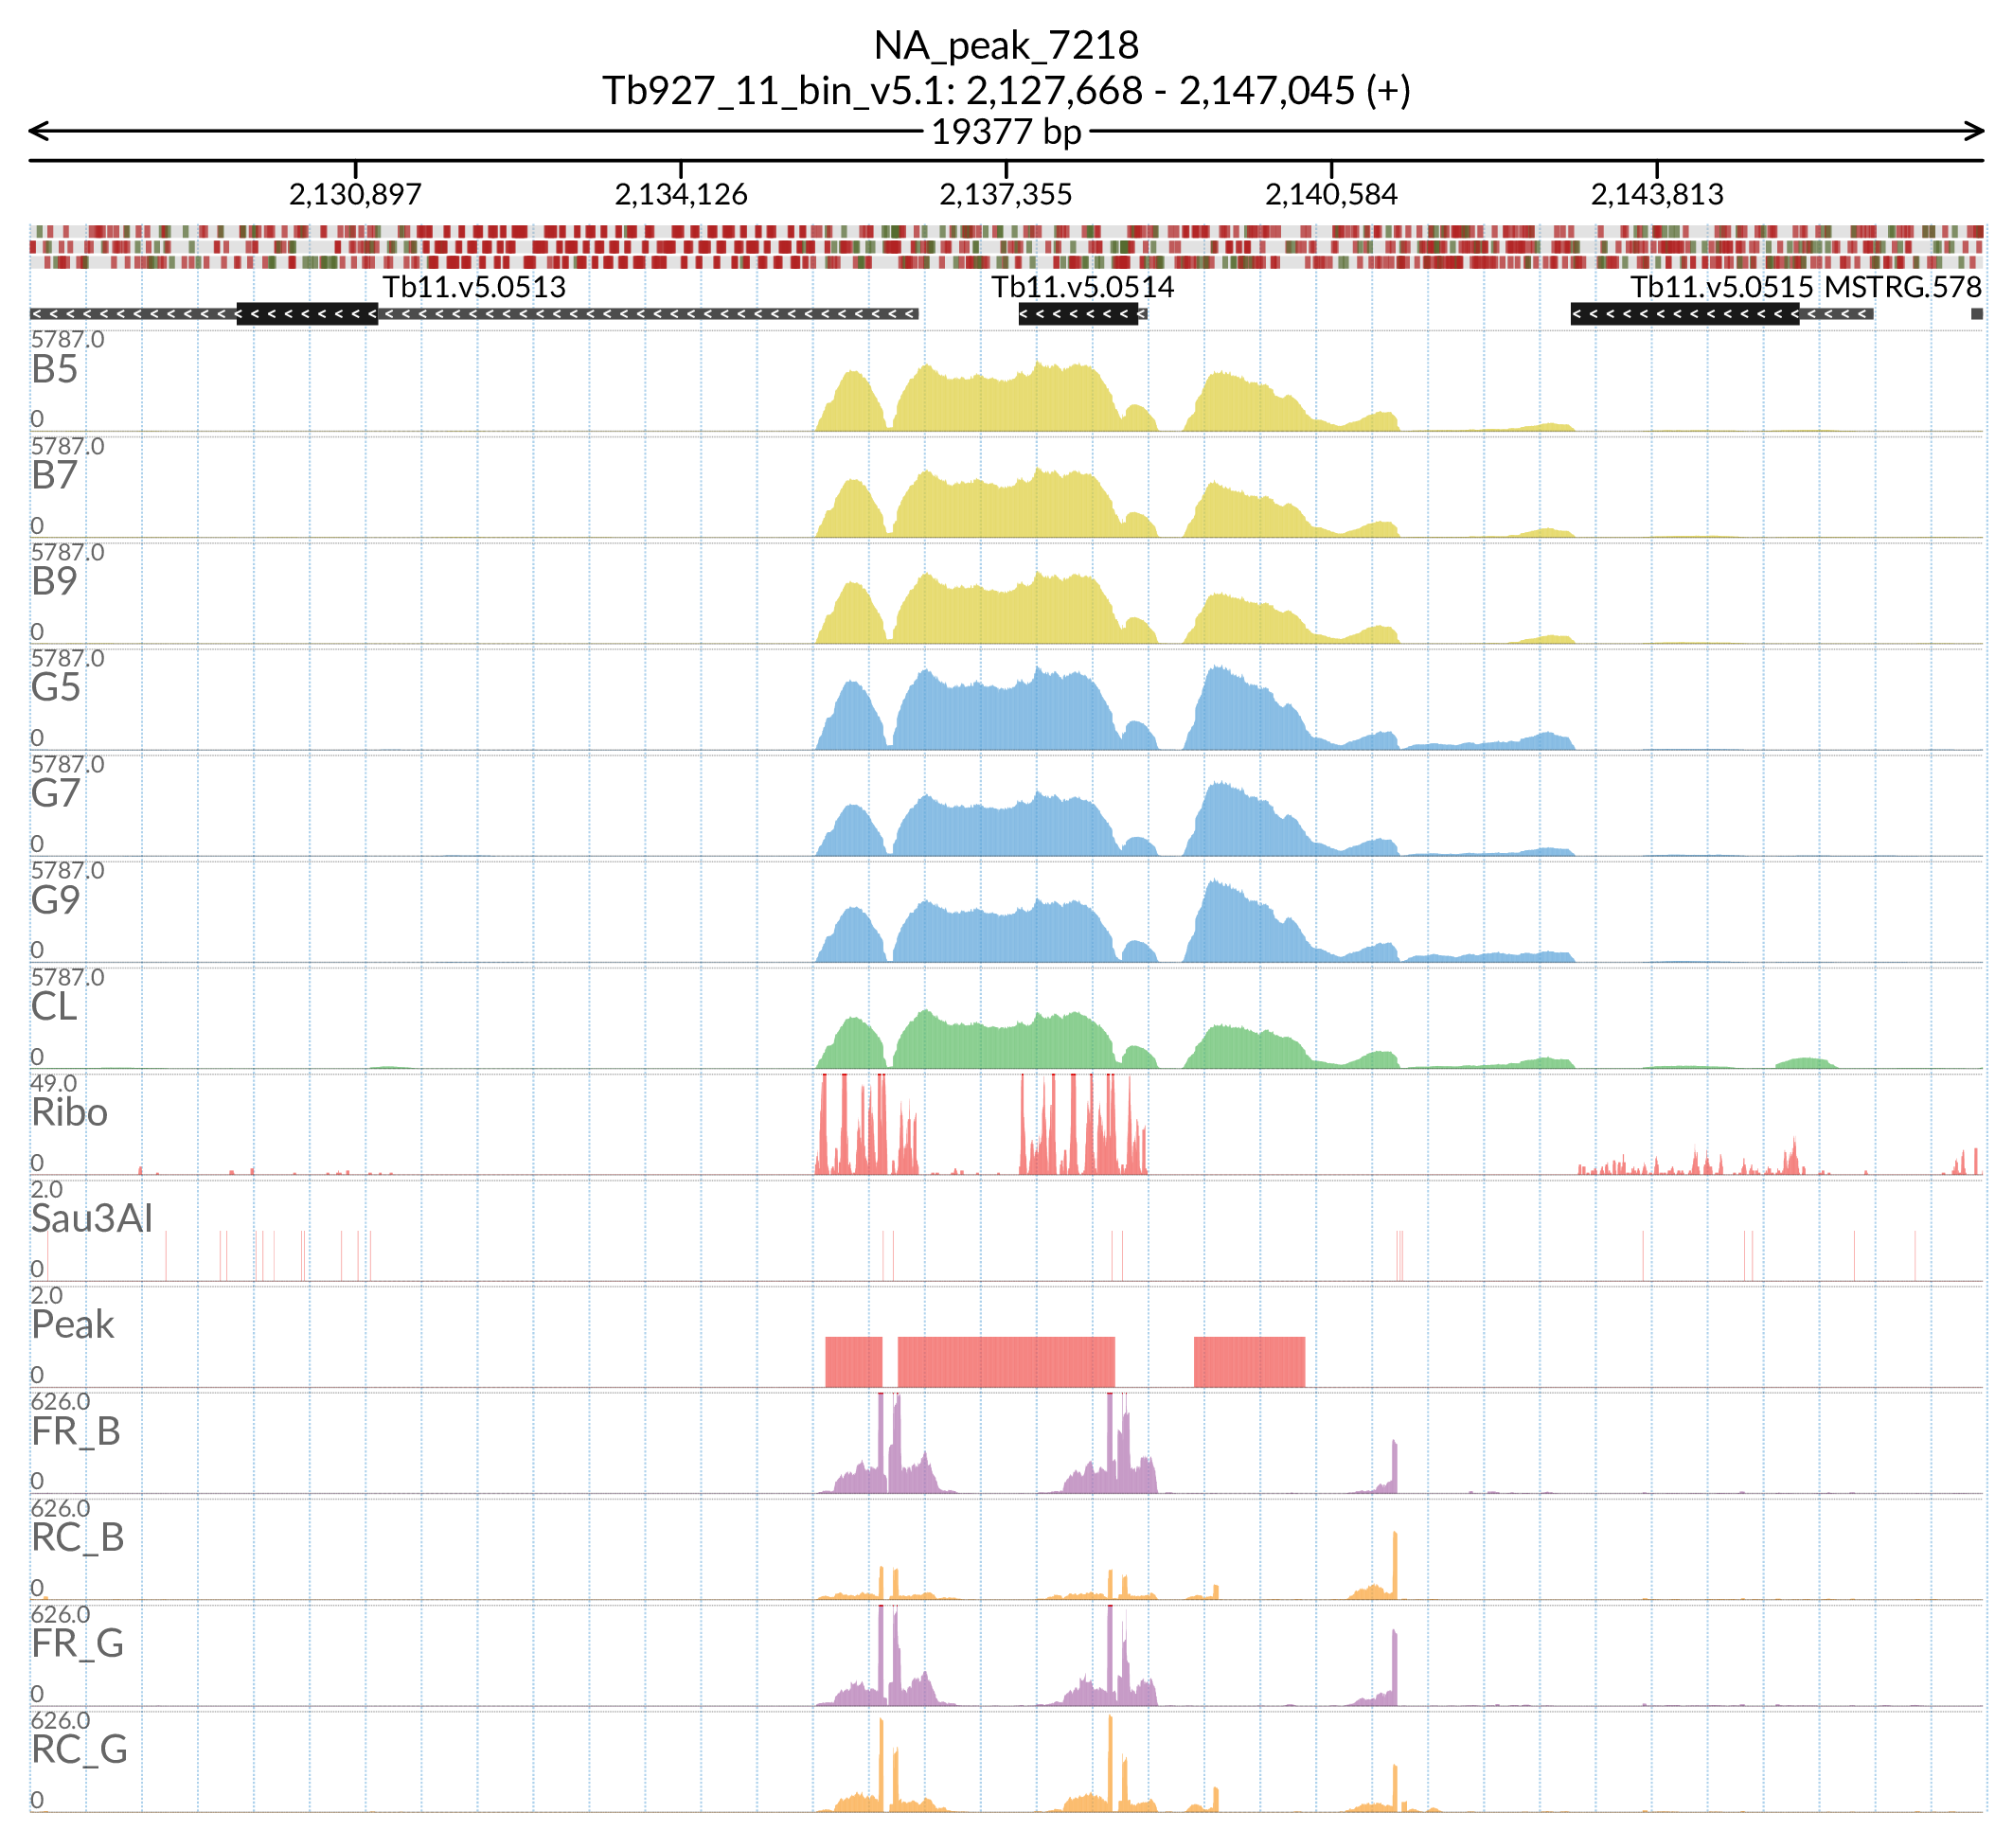 NA_peak_7218
Tb927_11_bin_v5.1: 2,127,668 - 2,147,045 (+)
19377 bp
2,130,897 2,134,126 2,137,355 2,140,584 2,143,813
Tb11.v5.0513 Tb11.v5.0514 Tb11.v5.0515 MSTRG.578
5787.0
B5
0
5787.0
B7
0
5787.0
B9
0
5787.0
G5
0
5787.0
G7
0
5787.0
G9
0
5787.0
CL
0
49.0
Ribo
0
2.0
Sau3AI
0
2.0
Peak
0
626.0
FR_B
0
626.0
RC_B
0
626.0
FR_G
0
626.0
RC_G
0